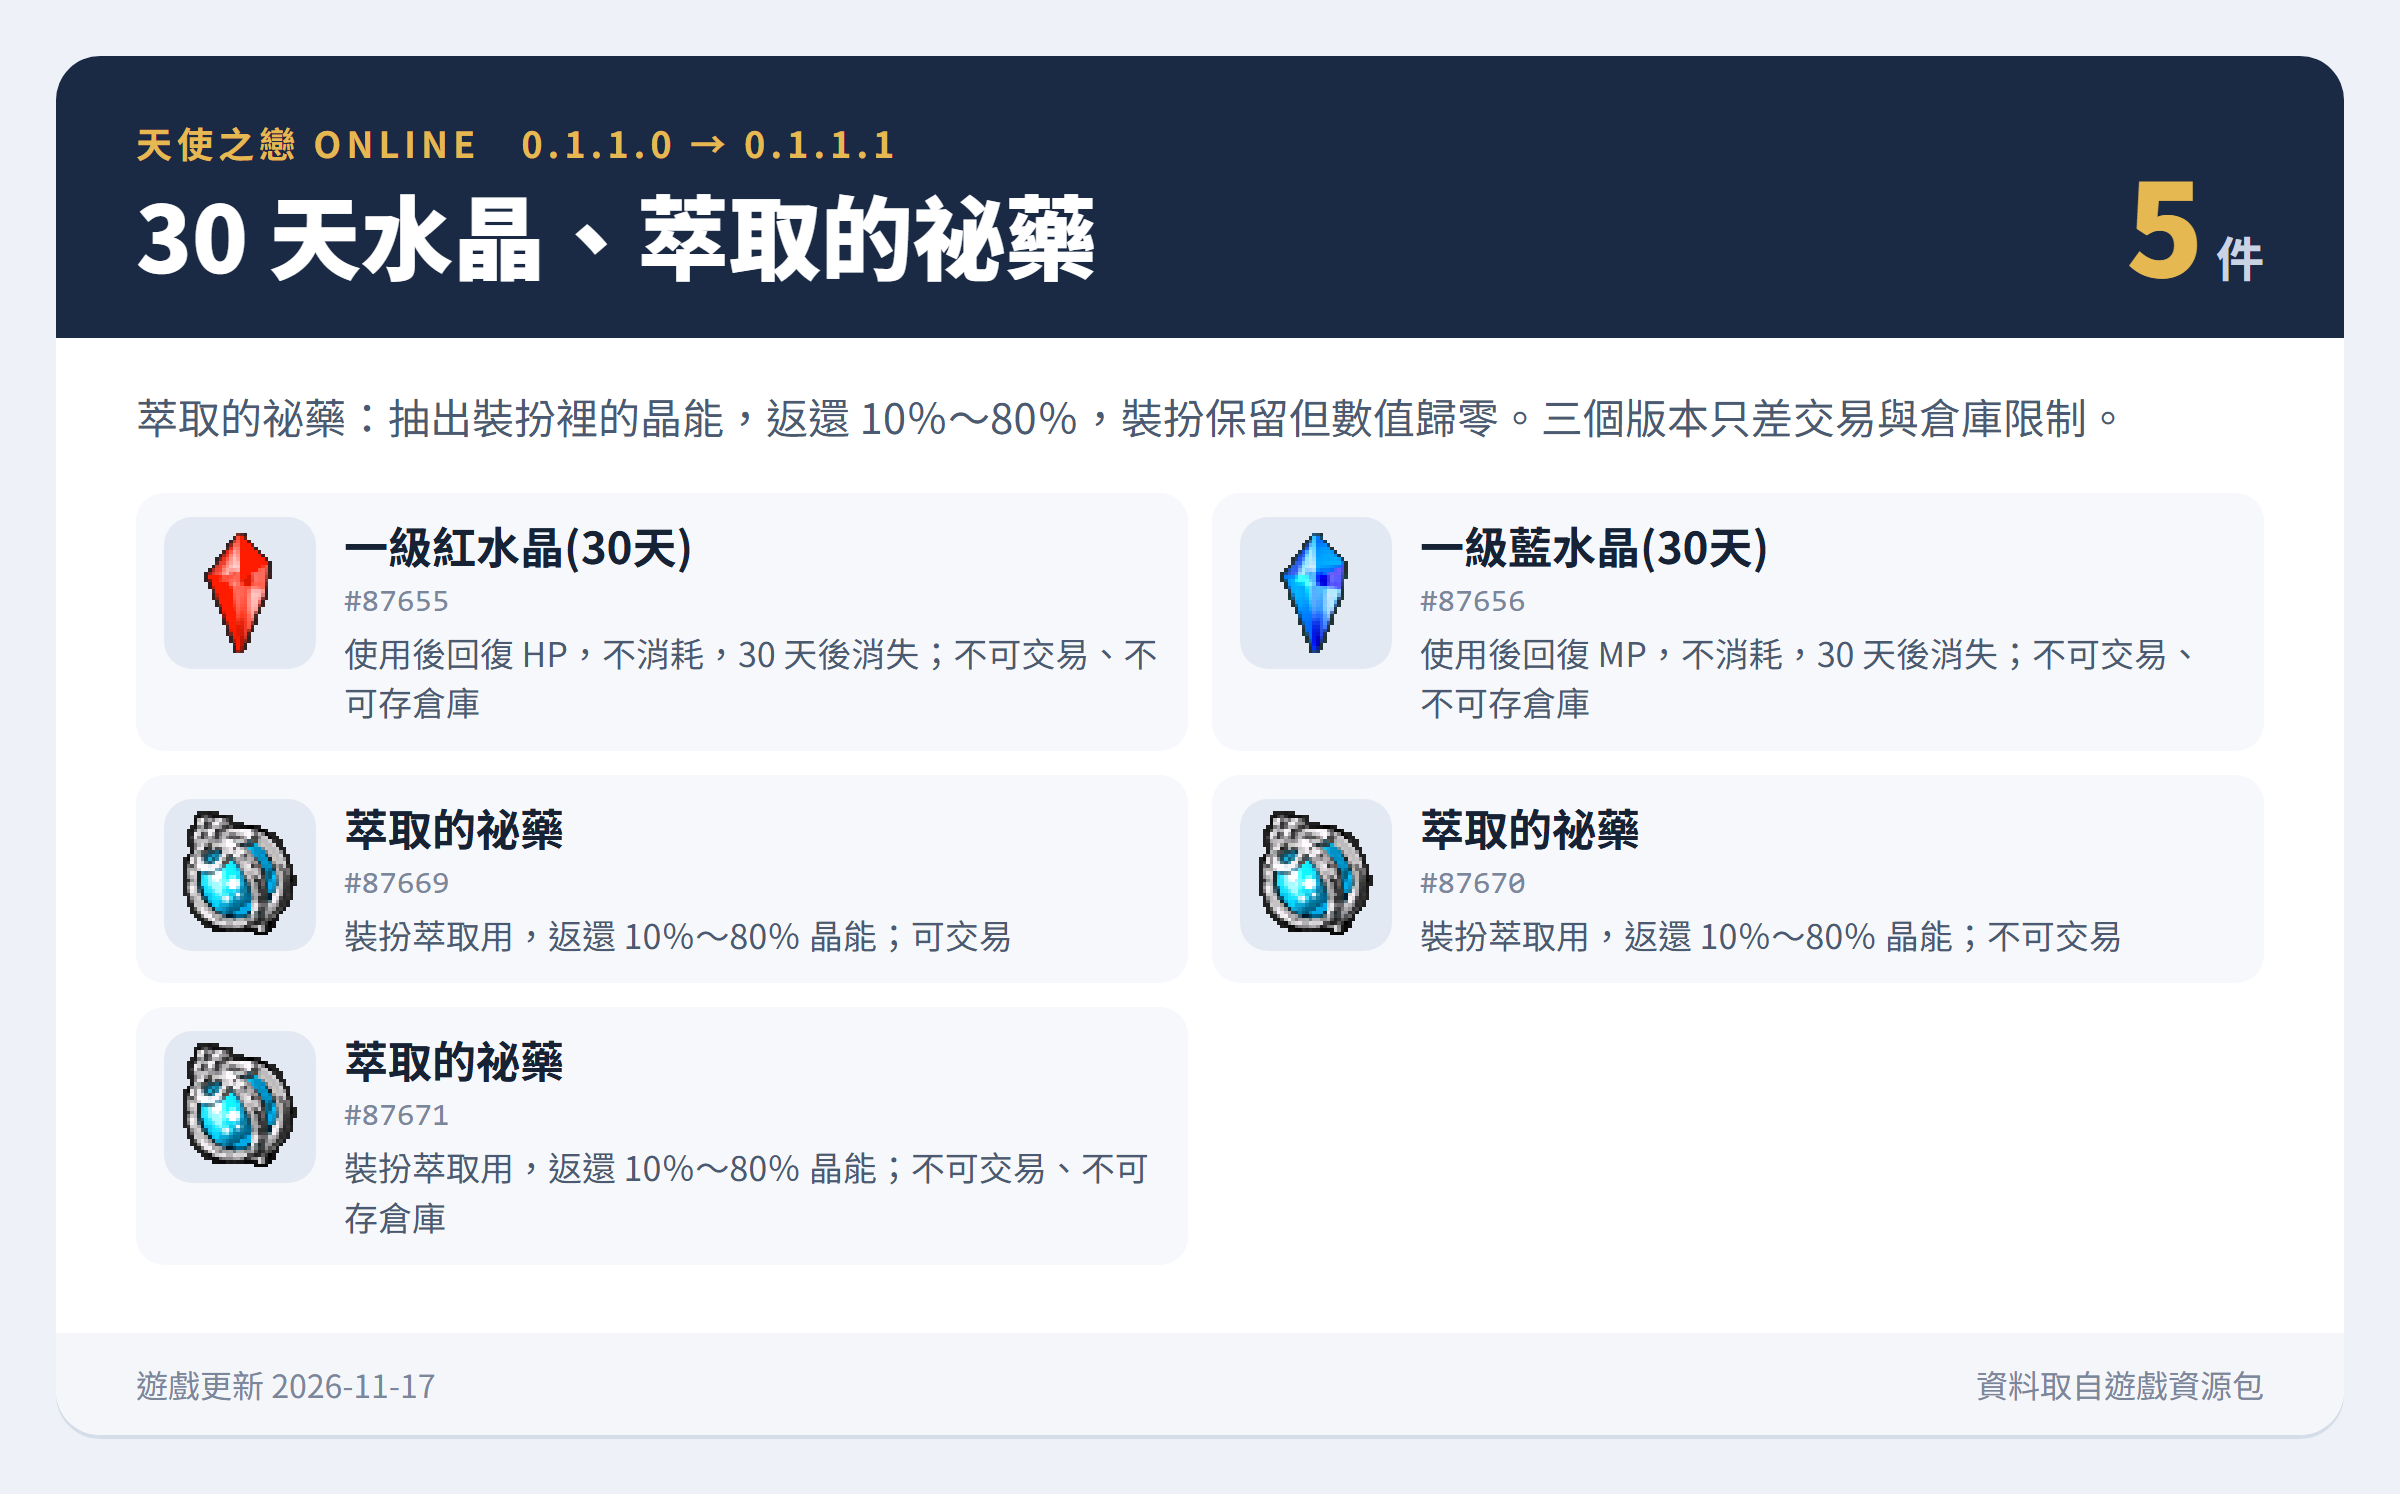 天使之戀 ONLINE 0.1.1.0 → 0.1.1.1
30 天水晶、萃取的祕藥
5 件
萃取的祕藥：抽出裝扮裡的晶能，返還 10%～80%，裝扮保留但數值歸零。三個版本只差交易與倉庫限制。
一級紅水晶(30天)
#87655
使用後回復 HP，不消耗，30 天後消失；不可交易、不
可存倉庫
一級藍水晶(30天)
#87656
使用後回復 MP，不消耗，30 天後消失；不可交易、
不可存倉庫
萃取的祕藥
#87669
裝扮萃取用，返還 10%～80% 晶能；可交易
萃取的祕藥
#87670
裝扮萃取用，返還 10%～80% 晶能；不可交易
萃取的祕藥
#87671
裝扮萃取用，返還 10%～80% 晶能；不可交易、不可
存倉庫
遊戲更新 2026-11-17
資料取自遊戲資源包